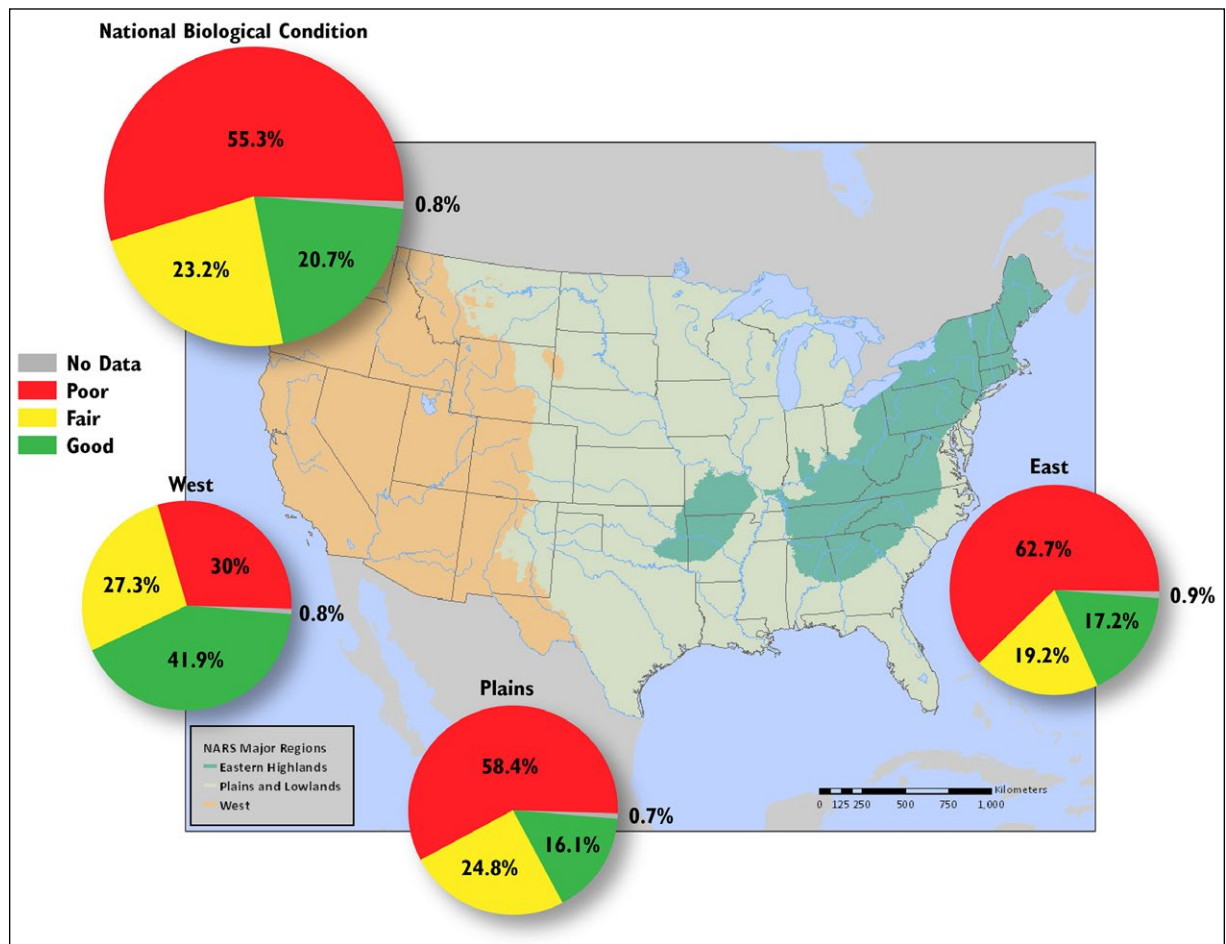 National Biological Condition
55.3%
0.8%
23.2%
20.7%
No Data
Poor
Fair
Good
West
27.3%
30%
0.8%
41.9%
East
62.7%
0.9%
17.2%
19.2%
Plains
58.4%
0.7%
16.1%
24.8%
NARS Major Regions
Eastern Highlands
Plains and Lowlands
West
Kilometers
0 125 250 500 750 1,000